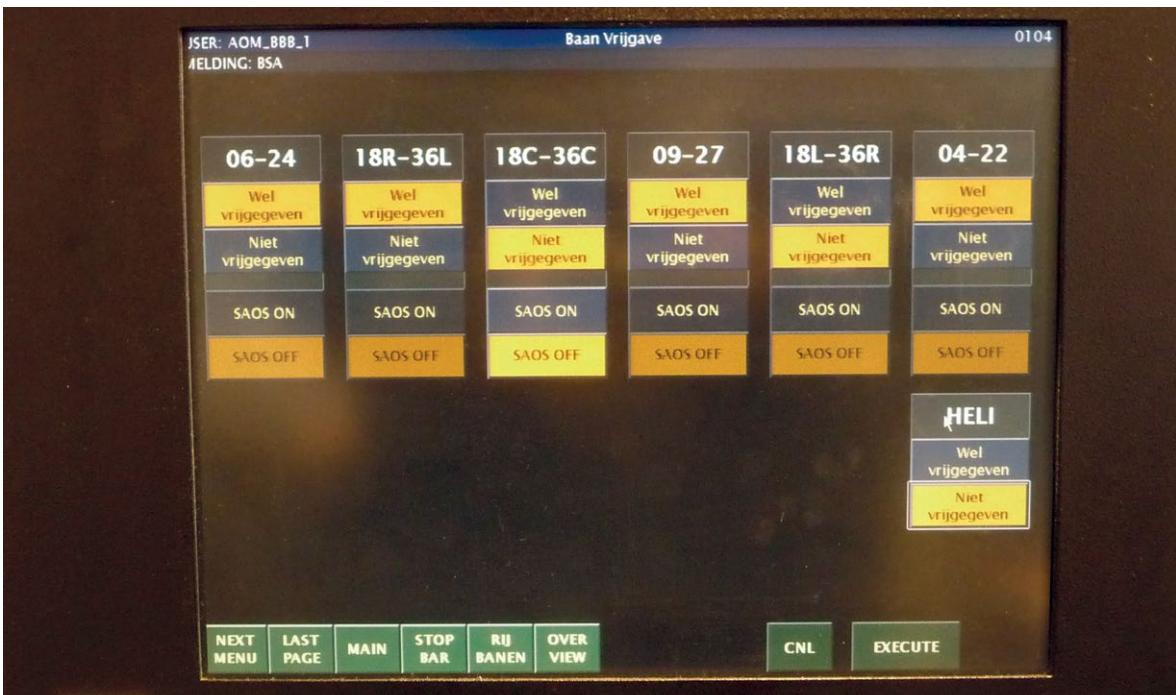 USER: AOM_BBB_1 Baan Vrijgave 0104
MELDING: BSA
06-24 18R-36L 18C-36C 09-27 18L-36R 04-22
Wel Wel Wel Wel Wel Wel
vrijgegeven vrijgegeven vrijgegeven vrijgegeven vrijgegeven vrijgegeven
Niet Niet Niet Niet Niet Niet
vrijgegeven vrijgegeven vrijgegeven vrijgegeven vrijgegeven vrijgegeven
SAOS ON SAOS ON SAOS ON SAOS ON SAOS ON SAOS ON
SAOS OFF SAOS OFF SAOS OFF SAOS OFF SAOS OFF SAOS OFF
HELI
Wel
vrijgegeven
Niet
vrijgegeven
NEXT LAST MAIN STOP RIJ OVER CNL EXECUTE
MENU PAGE BAR BANEN VIEW